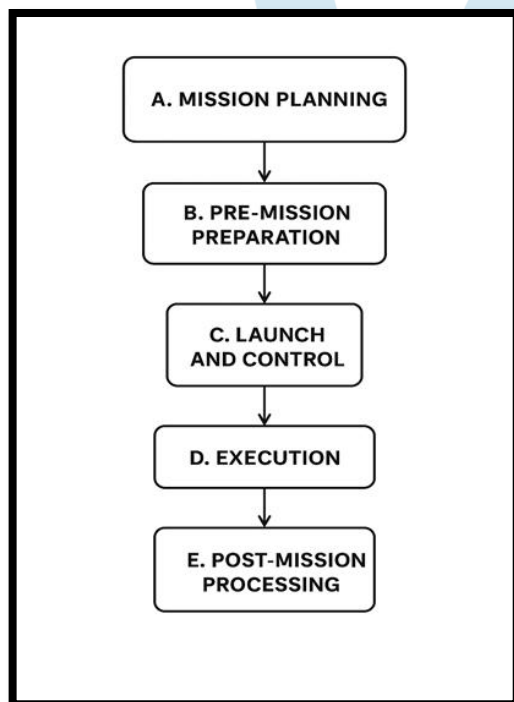 A. MISSION PLANNING
B. PRE-MISSION
PREPARATION
C. LAUNCH
AND CONTROL
D. EXECUTION
E. POST-MISSION
PROCESSING